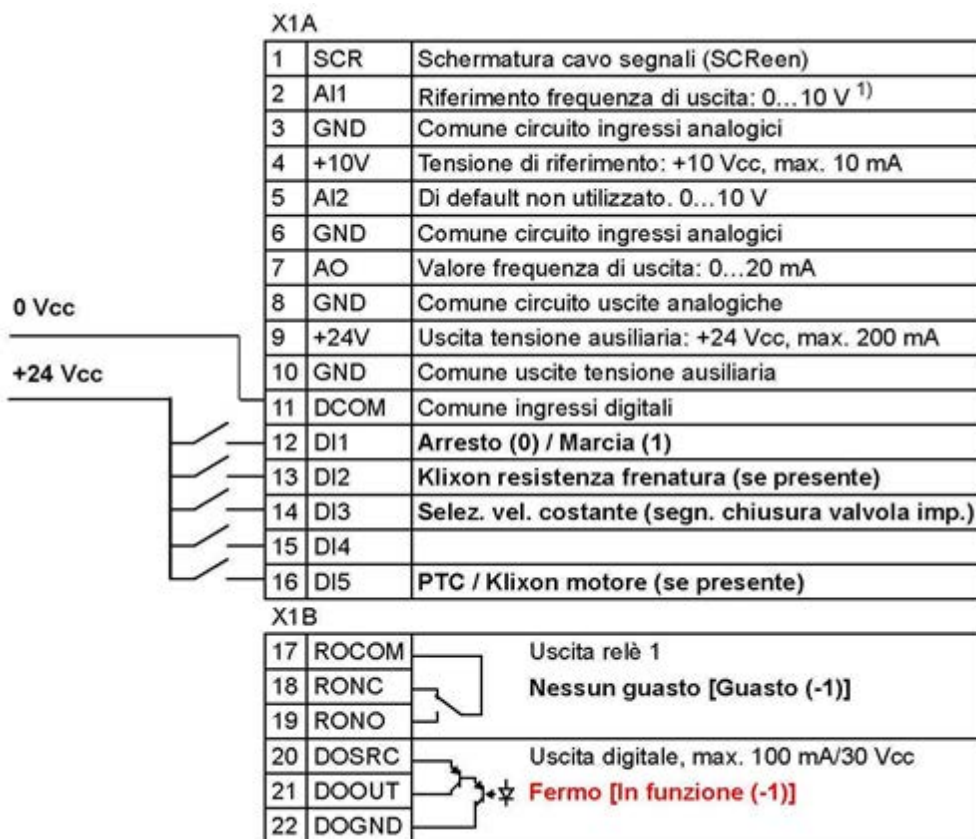 X1A
1 SCR Schermatura cavo segnali (SCReen)
2 AI1 Riferimento frequenza di uscita: 0...10 V 1)
3 GND Comune circuito ingressi analogici
4 +10V Tensione di riferimento: +10 Vcc, max. 10 mA
5 AI2 Di default non utilizzato. 0...10 V
6 GND Comune circuito ingressi analogici
7 AO Valore frequenza di uscita: 0...20 mA
8 GND Comune circuito uscite analogiche
0 Vcc
9 +24V Uscita tensione ausiliaria: +24 Vcc, max. 200 mA
+24 Vcc
10 GND Comune uscite tensione ausiliaria
11 DCOM Comune ingressi digitali
12 DI1 Arresto (0) / Marcia (1)
13 DI2 Klixon resistenza frenatura (se presente)
14 DI3 Selez. vel. costante (segn. chiusura valvola imp.)
15 DI4
16 DI5 PTC / Klixon motore (se presente)
X1B
17 ROCOM Uscita relè 1
18 RONC Nessun guasto [Guasto (-1)]
19 RONO
20 DOSRC Uscita digitale, max. 100 mA/30 Vcc
21 DOOUT Fermo [In funzione (-1)]
22 DOGND